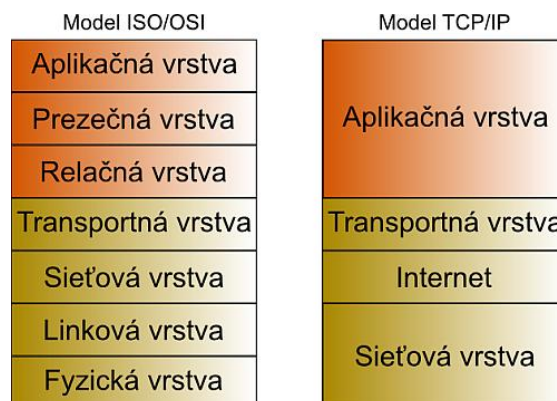 Model ISO/OSI
Aplikačná vrstva
Prezečná vrstva
Relačná vrstva
Transportná vrstva
Sieťová vrstva
Linková vrstva
Fyzická vrstva
Model TCP/IP
Aplikačná vrstva
Transportná vrstva
Internet
Sieťová vrstva